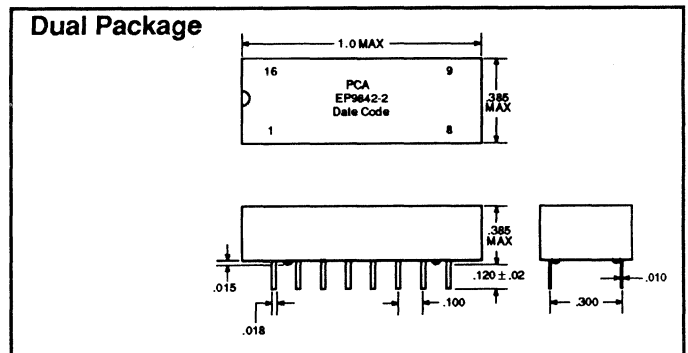 Dual Package
1.0 MAX
16
9
PCA
EP9842-2
Date Code
.385
MAX
1
8
.385
MAX
.015
.120 ± .02
.010
.018
.100
.300